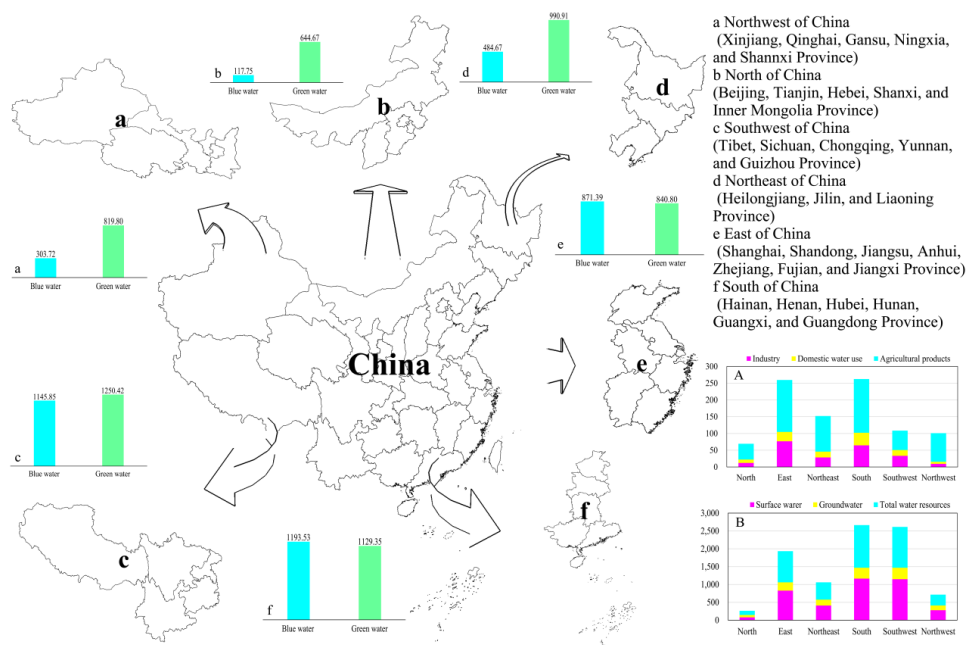 b
117.75
644.67
Blue water
Green water
b
d
484.67
990.91
Blue water
Green water
d
a Northwest of China
(Xinjiang, Qinghai, Gansu, Ningxia,
and Shannxi Province)
b North of China
(Beijing, Tianjin, Hebei, Shanxi, and
Inner Mongolia Province)
c Southwest of China
(Tibet, Sichuan, Chongqing, Yunnan,
and Guizhou Province)
d Northeast of China
(Heilongjiang, Jilin, and Liaoning
Province)
e East of China
(Shanghai, Shandong, Jiangsu, Anhui,
Zhejiang, Fujian, and Jiangxi Province)
f South of China
(Hainan, Henan, Hubei, Hunan,
Guangxi, and Guangdong Province)
a
a
303.72
819.80
Blue water
Green water
e
871.39
840.80
Blue water
Green water
China
e
c
1145.85
1250.42
Blue water
Green water
c
f
1193.53
1129.35
Blue water
Green water
f
Industry
Domestic water use
Agricultural products
A
300
250
200
150
100
50
0
North
East
Northeast
South
Southwest
Northwest
Surface warer
Groundwater
Total water resources
B
3,000
2,500
2,000
1,500
1,000
500
0
North
East
Northeast
South
Southwest
Northwest